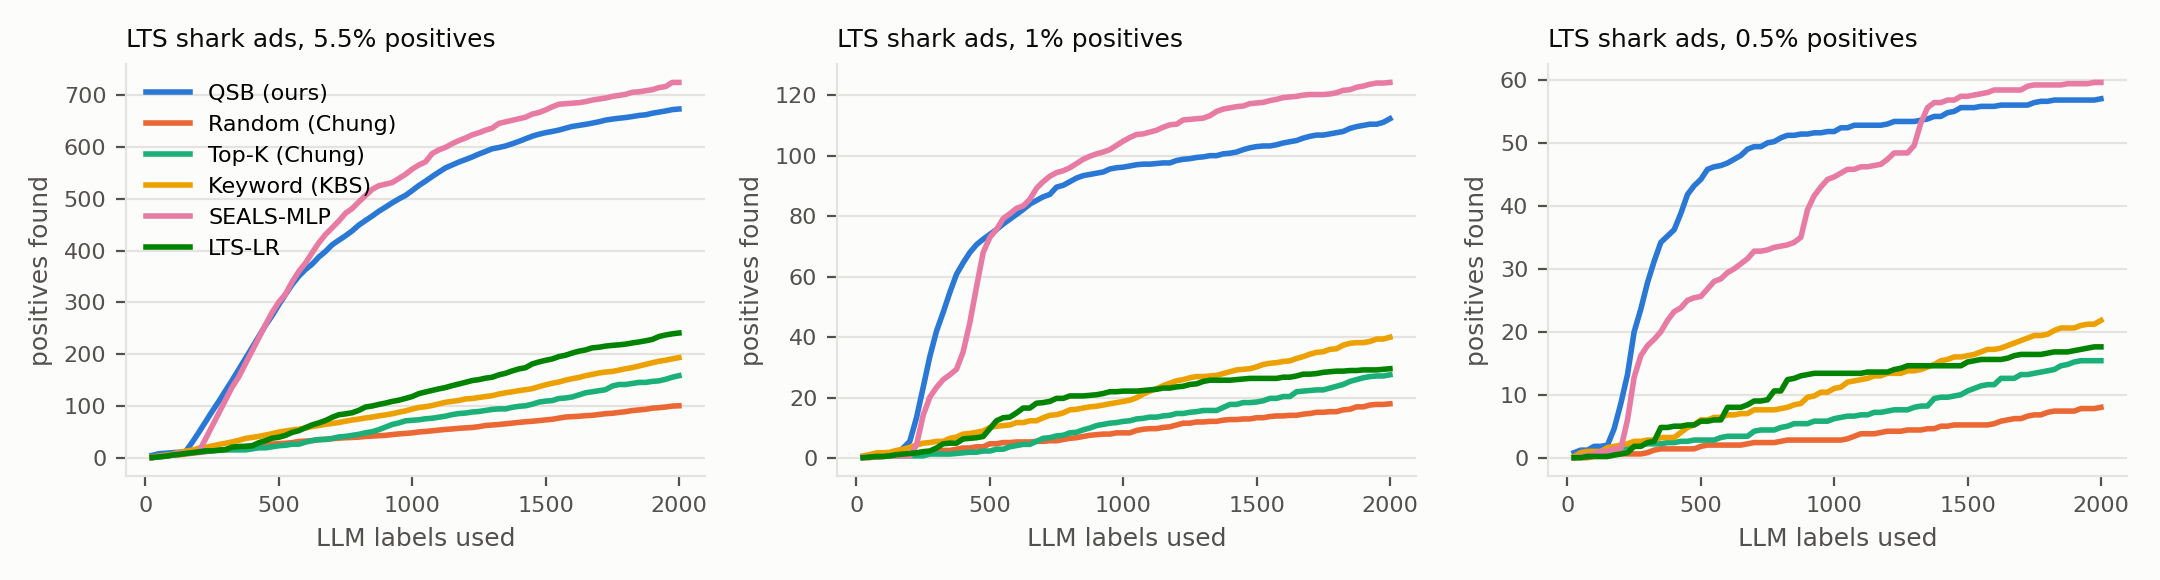 LTS shark ads, 5.5% positives
positives found
700
600
500
400
300
200
100
0
QSB (ours)
Random (Chung)
Top-K (Chung)
Keyword (KBS)
SEALS-MLP
LTS-LR
0 500 1000 1500 2000
LLM labels used
LTS shark ads, 1% positives
positives found
120
100
80
60
40
20
0
0 500 1000 1500 2000
LLM labels used
LTS shark ads, 0.5% positives
positives found
60
50
40
30
20
10
0
0 500 1000 1500 2000
LLM labels used